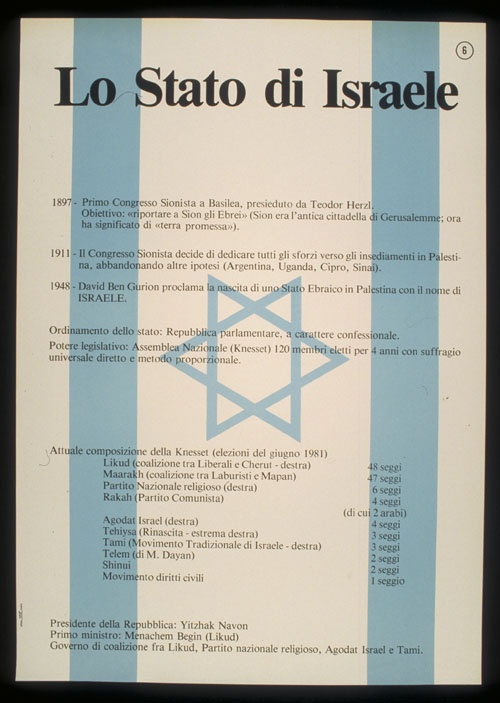 6
Lo Stato di Israele
1897 - Primo Congresso Sionista a Basilea, presieduto da Teodor Herzl.
Obiettivo: «riportare a Sion gli Ebrei» (Sion era l'antica cittadella di Gerusalemme; ora
ha significato di «terra promessa»).
1911 - Il Congresso Sionista decide di dedicare tutti gli sforzi verso gli insediamenti in Palesti-
na, abbandonando altre ipotesi (Argentina, Uganda, Cipro, Sinai).
1948 - David Ben Gurion proclama la nascita di uno Stato Ebraico in Palestina con il nome di
ISRAELE.
Ordinamento dello stato: Repubblica parlamentare, a carattere confessionale.
Potere legislativo: Assemblea Nazionale (Knesset) 120 membri eletti per 4 anni con suffragio
universale diretto e metodo proporzionale.
Attuale composizione della Knesset (elezioni del giugno 1981)
Likud (coalizione tra Liberali e Cherut - destra) 48 seggi
Maarakh (coalizione tra Laburisti e Mapan) 47 seggi
Partito Nazionale religioso (destra) 6 seggi
Rakah (Partito Comunista) 4 seggi
(di cui 2 arabi)
Agodat Israel (destra) 4 seggi
Tehiysa (Rinascita - estrema destra) 3 seggi
Tami (Movimento Tradizionale di Israele - destra) 3 seggi
Telem (di M. Dayan) 2 seggi
Shinui 2 seggi
Movimento diritti civili 1 seggio
Presidente della Repubblica: Yitzhak Navon
Primo ministro: Menachem Begin (Likud)
Governo di coalizione fra Likud, Partito nazionale religioso, Agodat Israel e Tami.